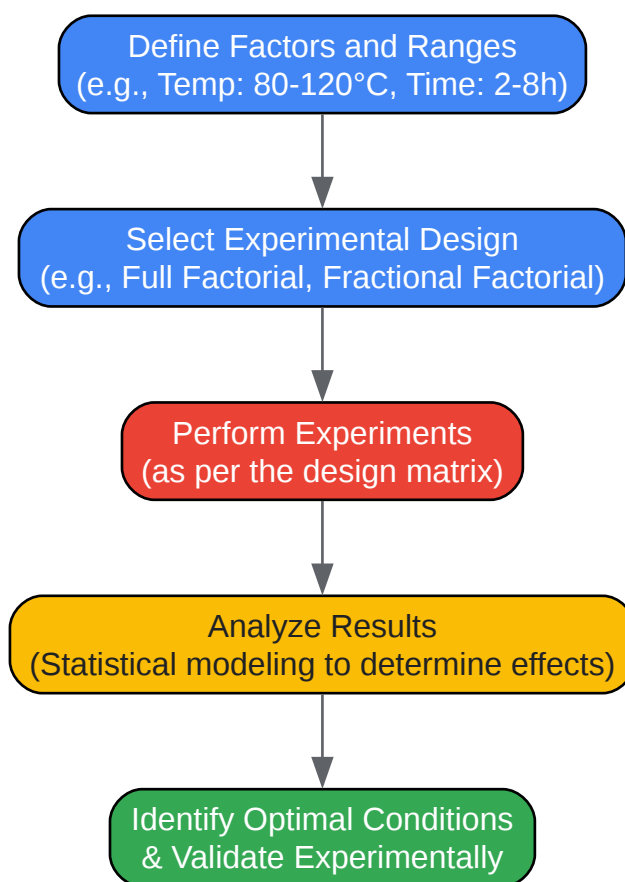 Define Factors and Ranges
(e.g., Temp: 80-120°C, Time: 2-8h)
Select Experimental Design
(e.g., Full Factorial, Fractional Factorial)
Perform Experiments
(as per the design matrix)
Analyze Results
(Statistical modeling to determine effects)
Identify Optimal Conditions
& Validate Experimentally